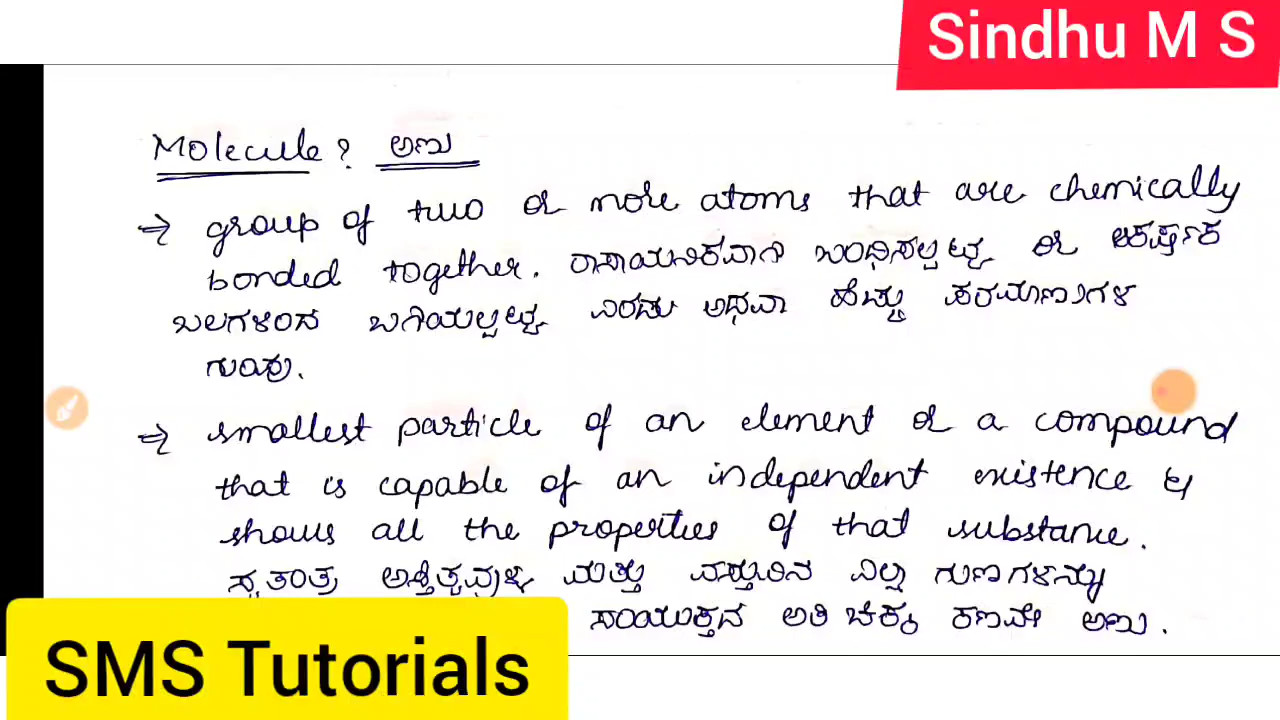 Sindhu M S
Molecule? ಅಣು
⇒ group of two or more atoms that are chemically
bonded together. ರಾಸಾಯನಿಕವಾಗಿ ಬಂಧಿಸಲ್ಪಟ್ಟ or ಆಕರ್ಷಕ
ಬಲಗಳಿಂದ ಬಗೆಯಲ್ಪಟ್ಟ ಎರಡು ಅಥವಾ ಹೆಚ್ಚು ಪರಮಾಣುಗಳ
ಗುಂಪು.
⇒ smallest particle of an element or a compound
that is capable of an independent existence &
shows all the properties of that substance.
ಸ್ವತಂತ್ರ ಅಸ್ತಿತ್ವವುಳ್ಳ ಮತ್ತು ವಸ್ತುವಿನ ಎಲ್ಲಾ ಗುಣಗಳನ್ನು
ಸಂಯುಕ್ತದ ಅತಿ ಚಿಕ್ಕ ಕಣವೇ ಅಣು.
SMS Tutorials